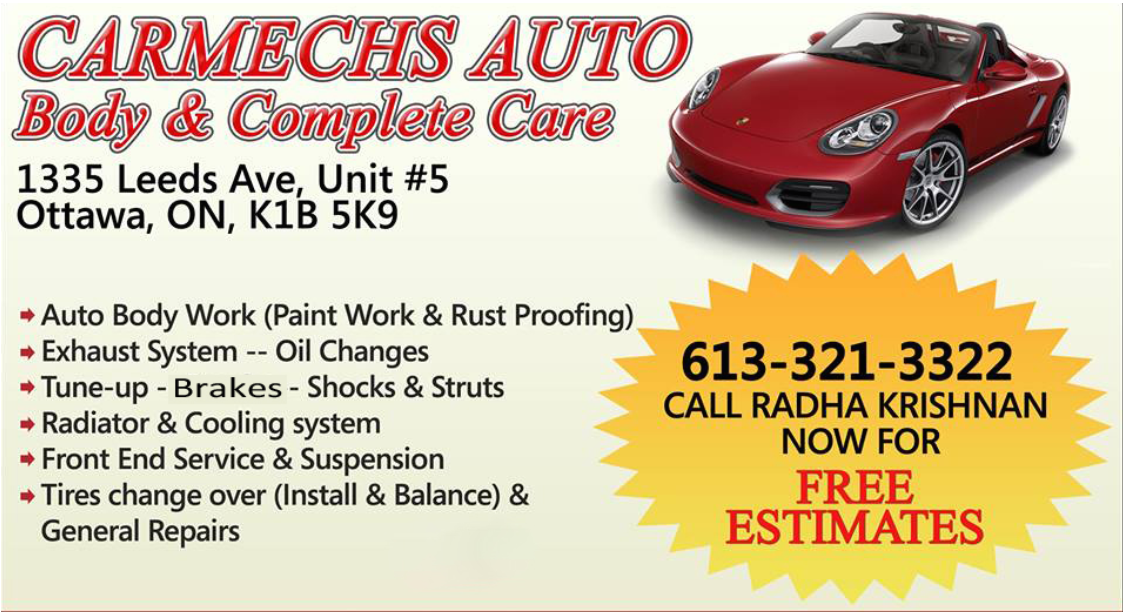 CARMECHS AUTO
Body & Complete Care
1335 Leeds Ave, Unit #5
Ottawa, ON, K1B 5K9
Auto Body Work (Paint Work & Rust Proofing)
Exhaust System -- Oil Changes
Tune-up - Brakes - Shocks & Struts
Radiator & Cooling system
Front End Service & Suspension
Tires change over (Install & Balance) &
General Repairs
613-321-3322
CALL RADHA KRISHNAN
NOW FOR
FREE
ESTIMATES